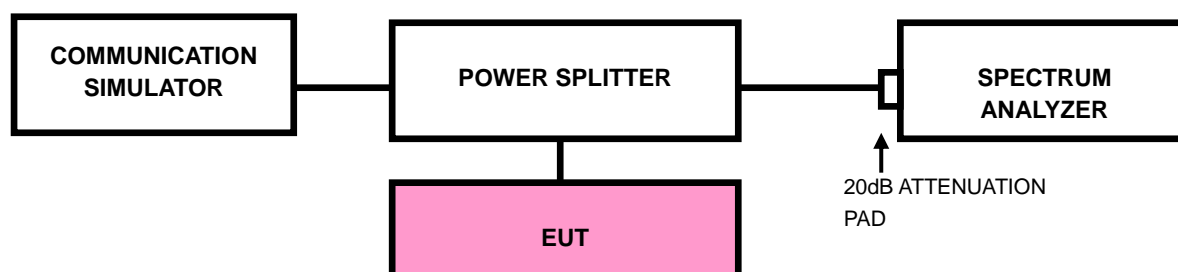 COMMUNICATION
SIMULATOR
POWER SPLITTER
SPECTRUM
ANALYZER
20dB ATTENUATION
PAD
EUT